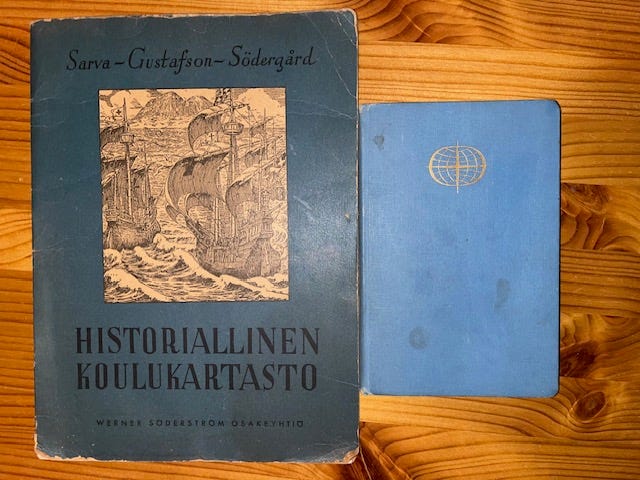 Sarva – Gustafson – Södergård
HISTORIALLINEN
KOULUKARTASTO
WERNER SÖDERSTRÖM OSAKEYHTIÖ